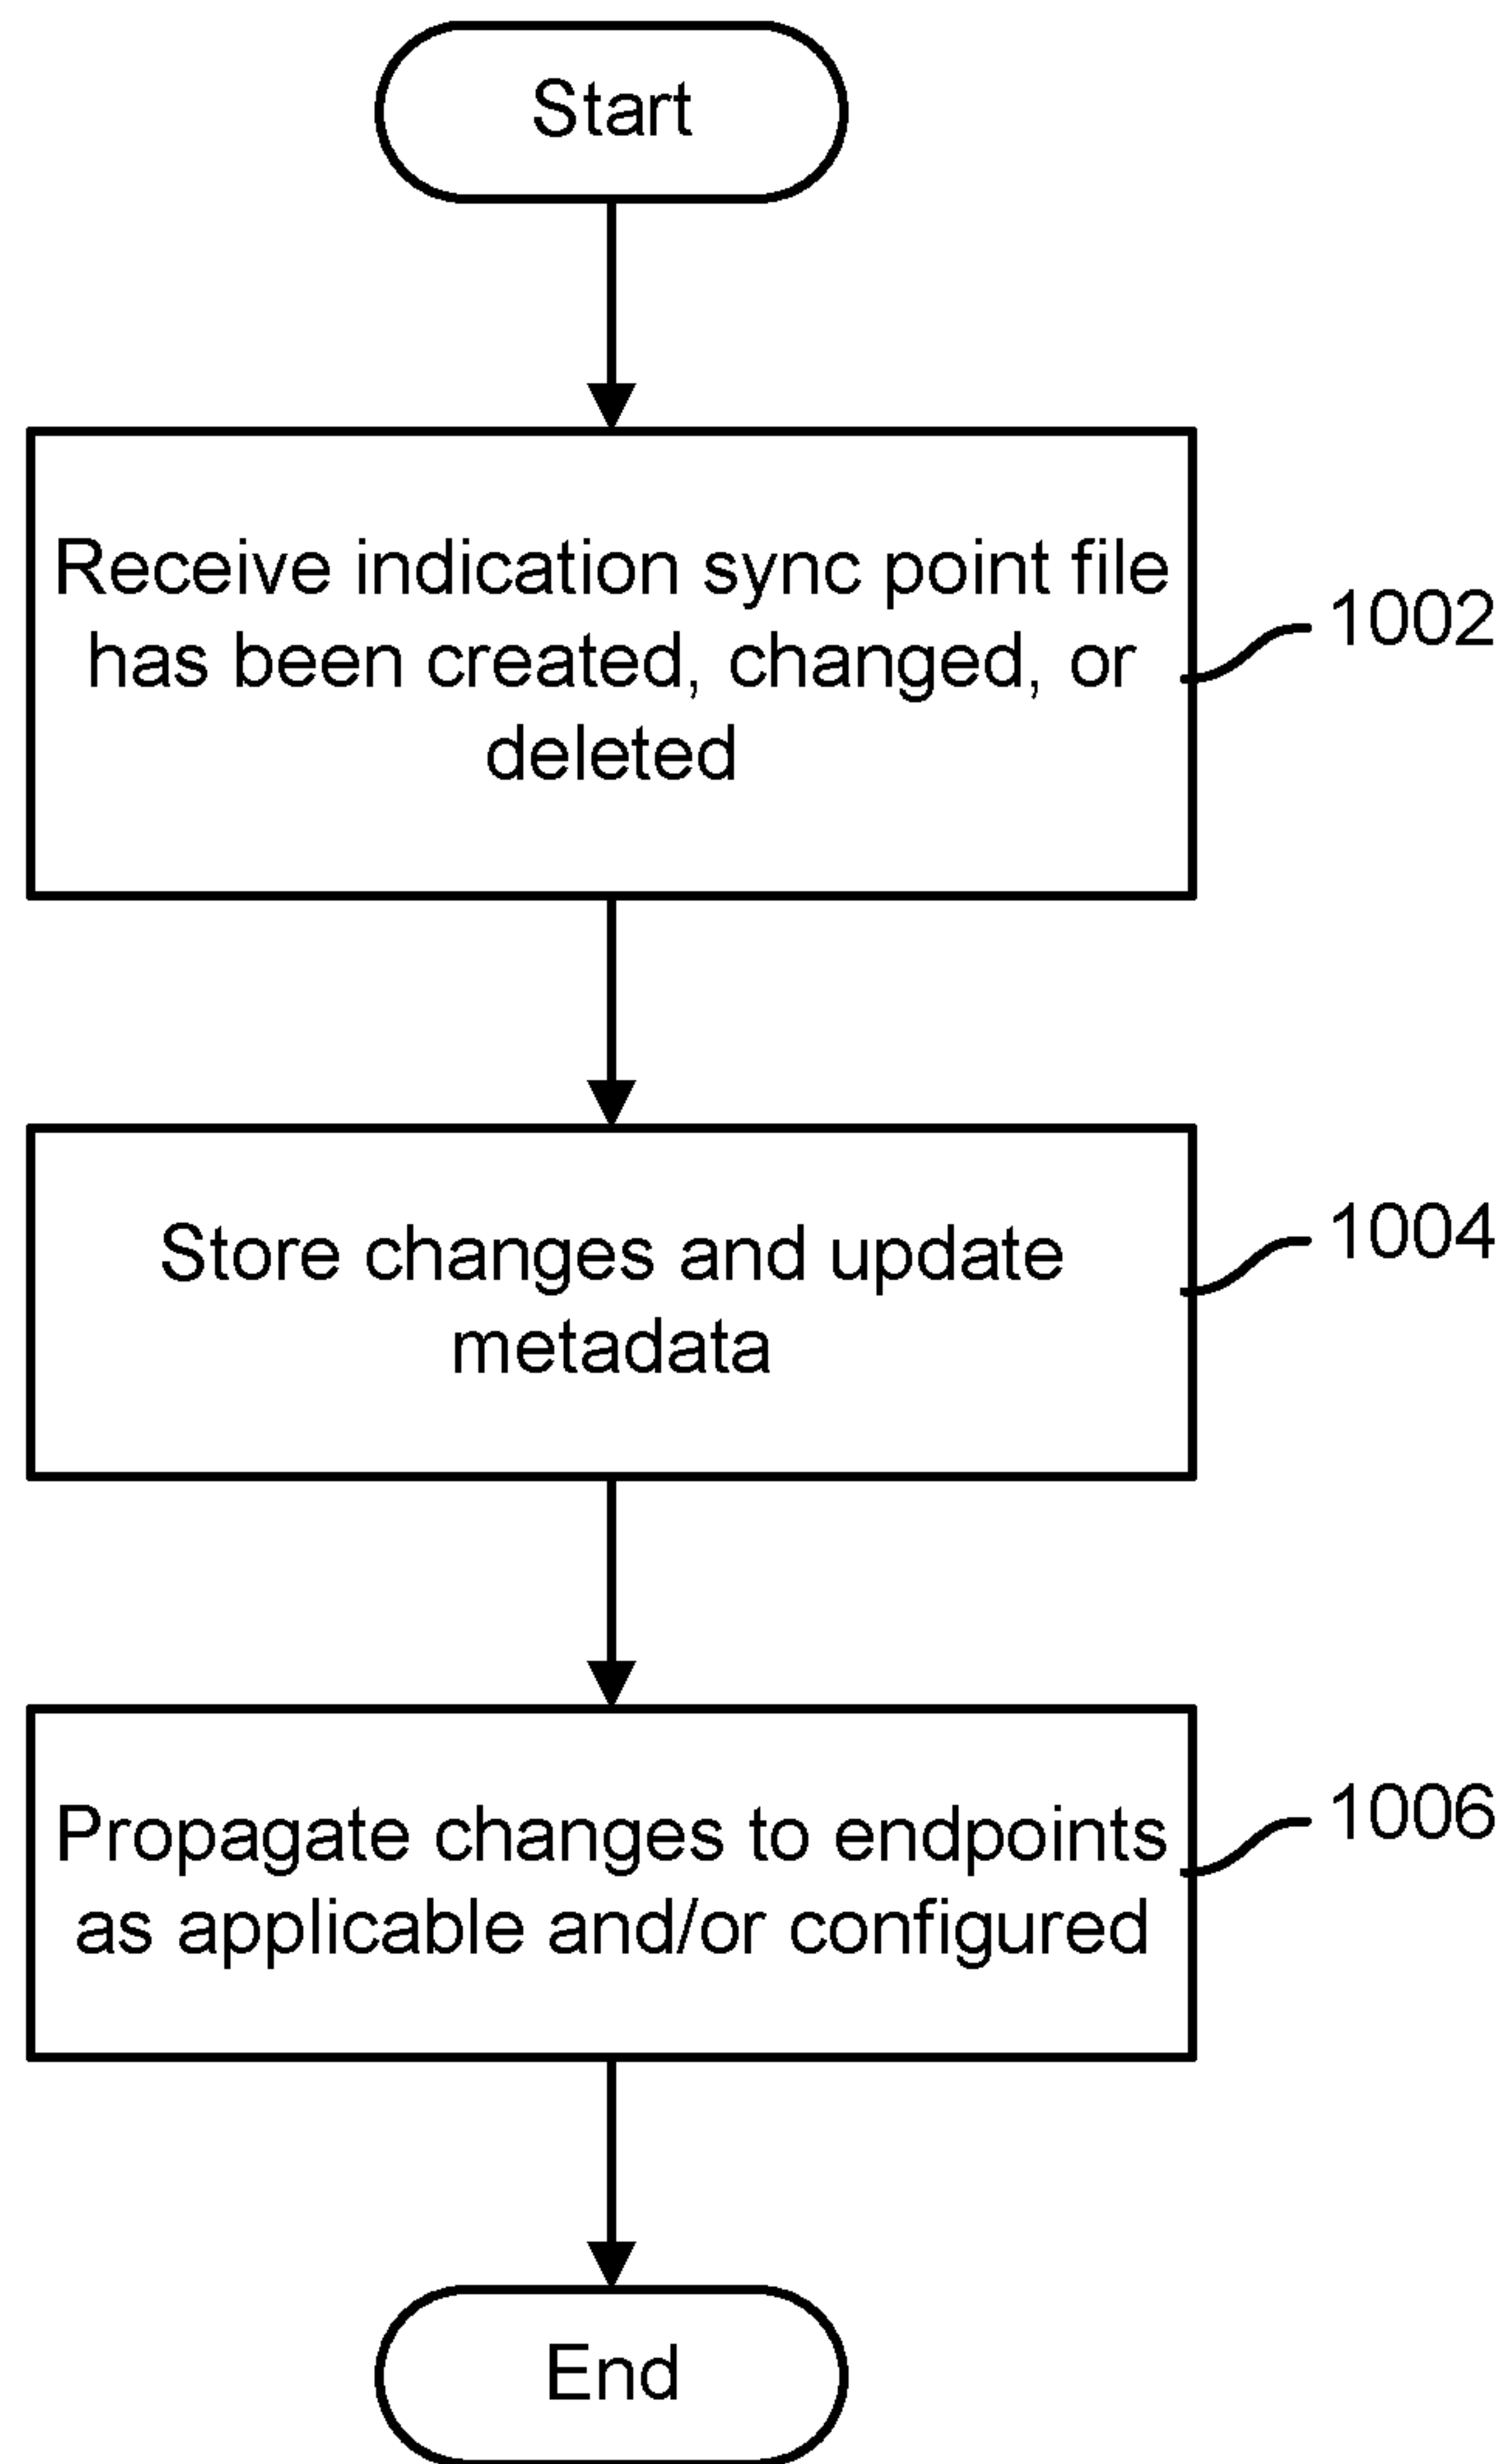 Start
Receive indication sync point file
has been created, changed, or
deleted
1002
Store changes and update
metadata
1004
Propagate changes to endpoints
as applicable and/or configured
1006
End